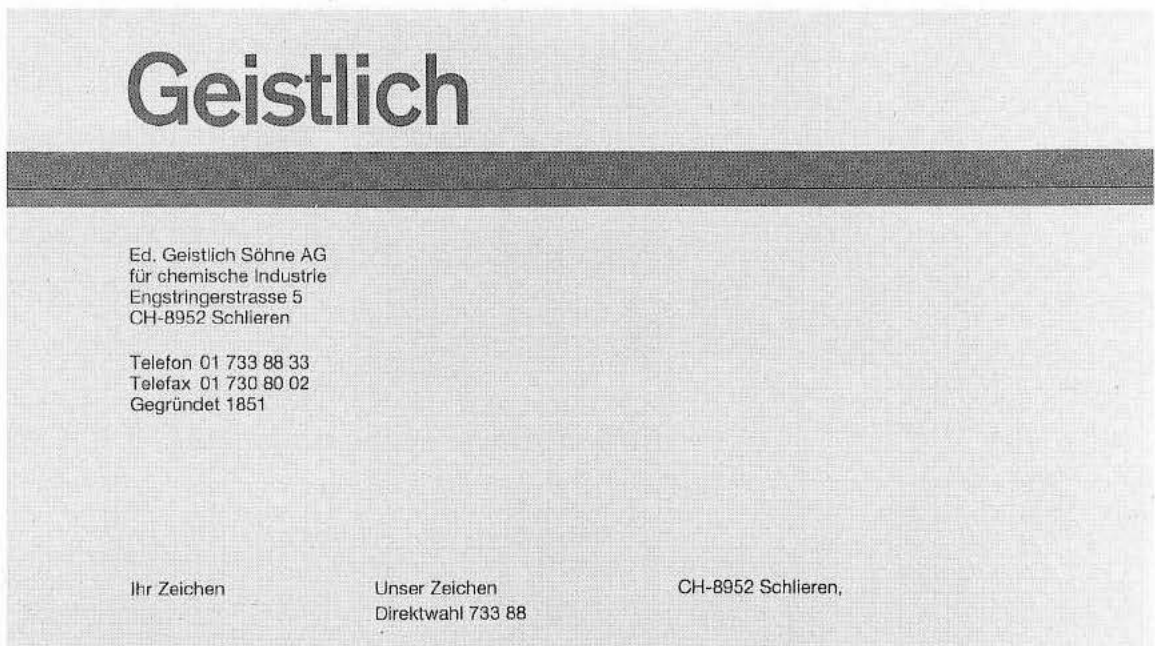 Geistlich
Ed. Geistlich Söhne AG
für chemische Industrie
Engstringerstrasse 5
CH-8952 Schlieren
Telefon 01 733 88 33
Telefax 01 730 80 02
Gegründet 1851
Ihr Zeichen
Unser Zeichen
Direktwahl 733 88
CH-8952 Schlieren,